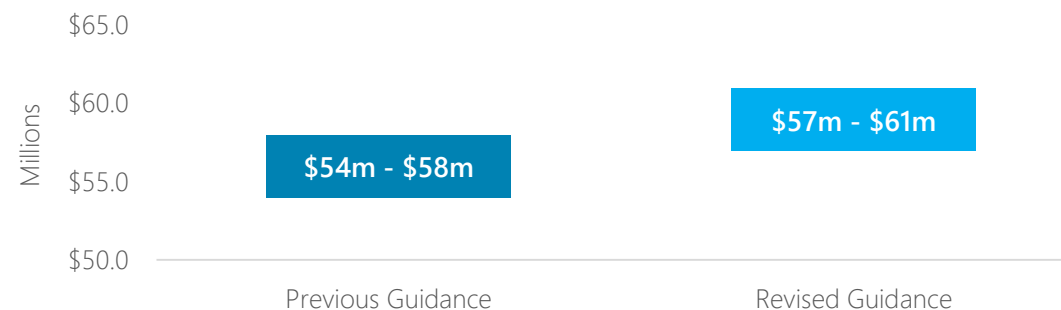 $65.0
$60.0
$55.0
$50.0
Millions
$54m - $58m
$57m - $61m
Previous Guidance
Revised Guidance